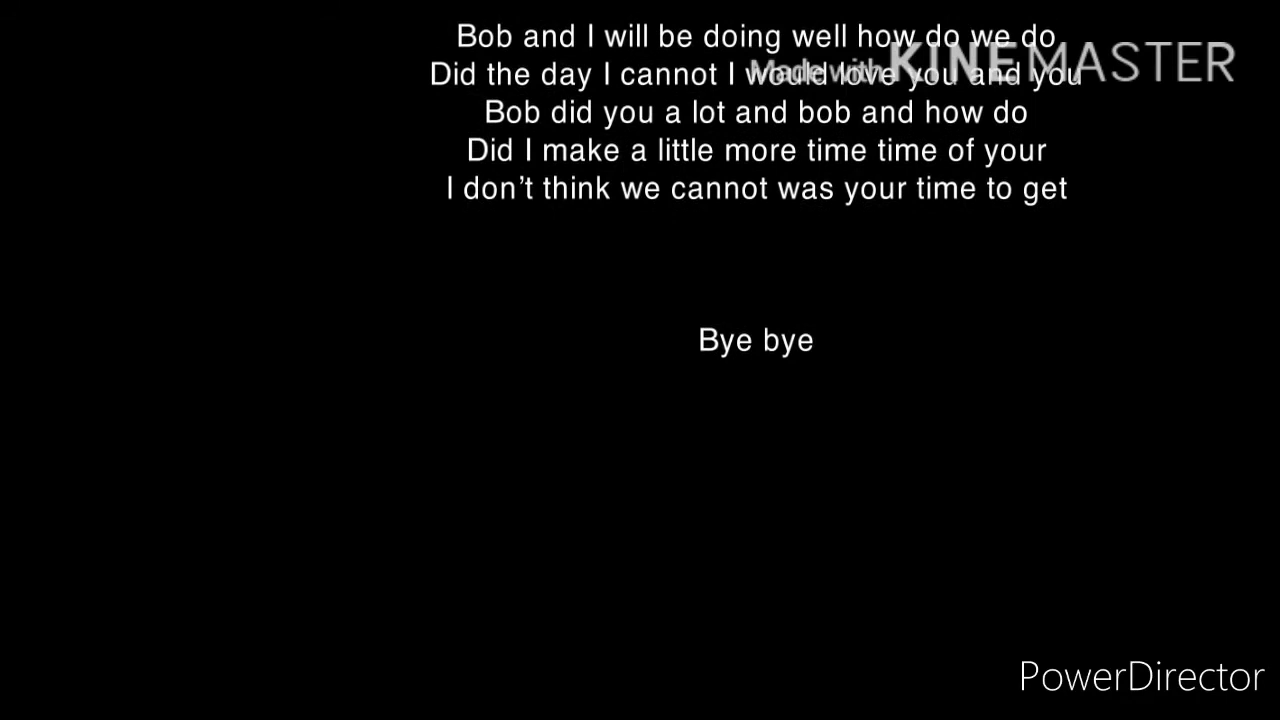 Bob and I will be doing well how do we do
Made with KINEMASTER
Did the day I cannot I would love you and you
Bob did you a lot and bob and how do
Did I make a little more time time of your
I don’t think we cannot was your time to get
Bye bye
PowerDirector